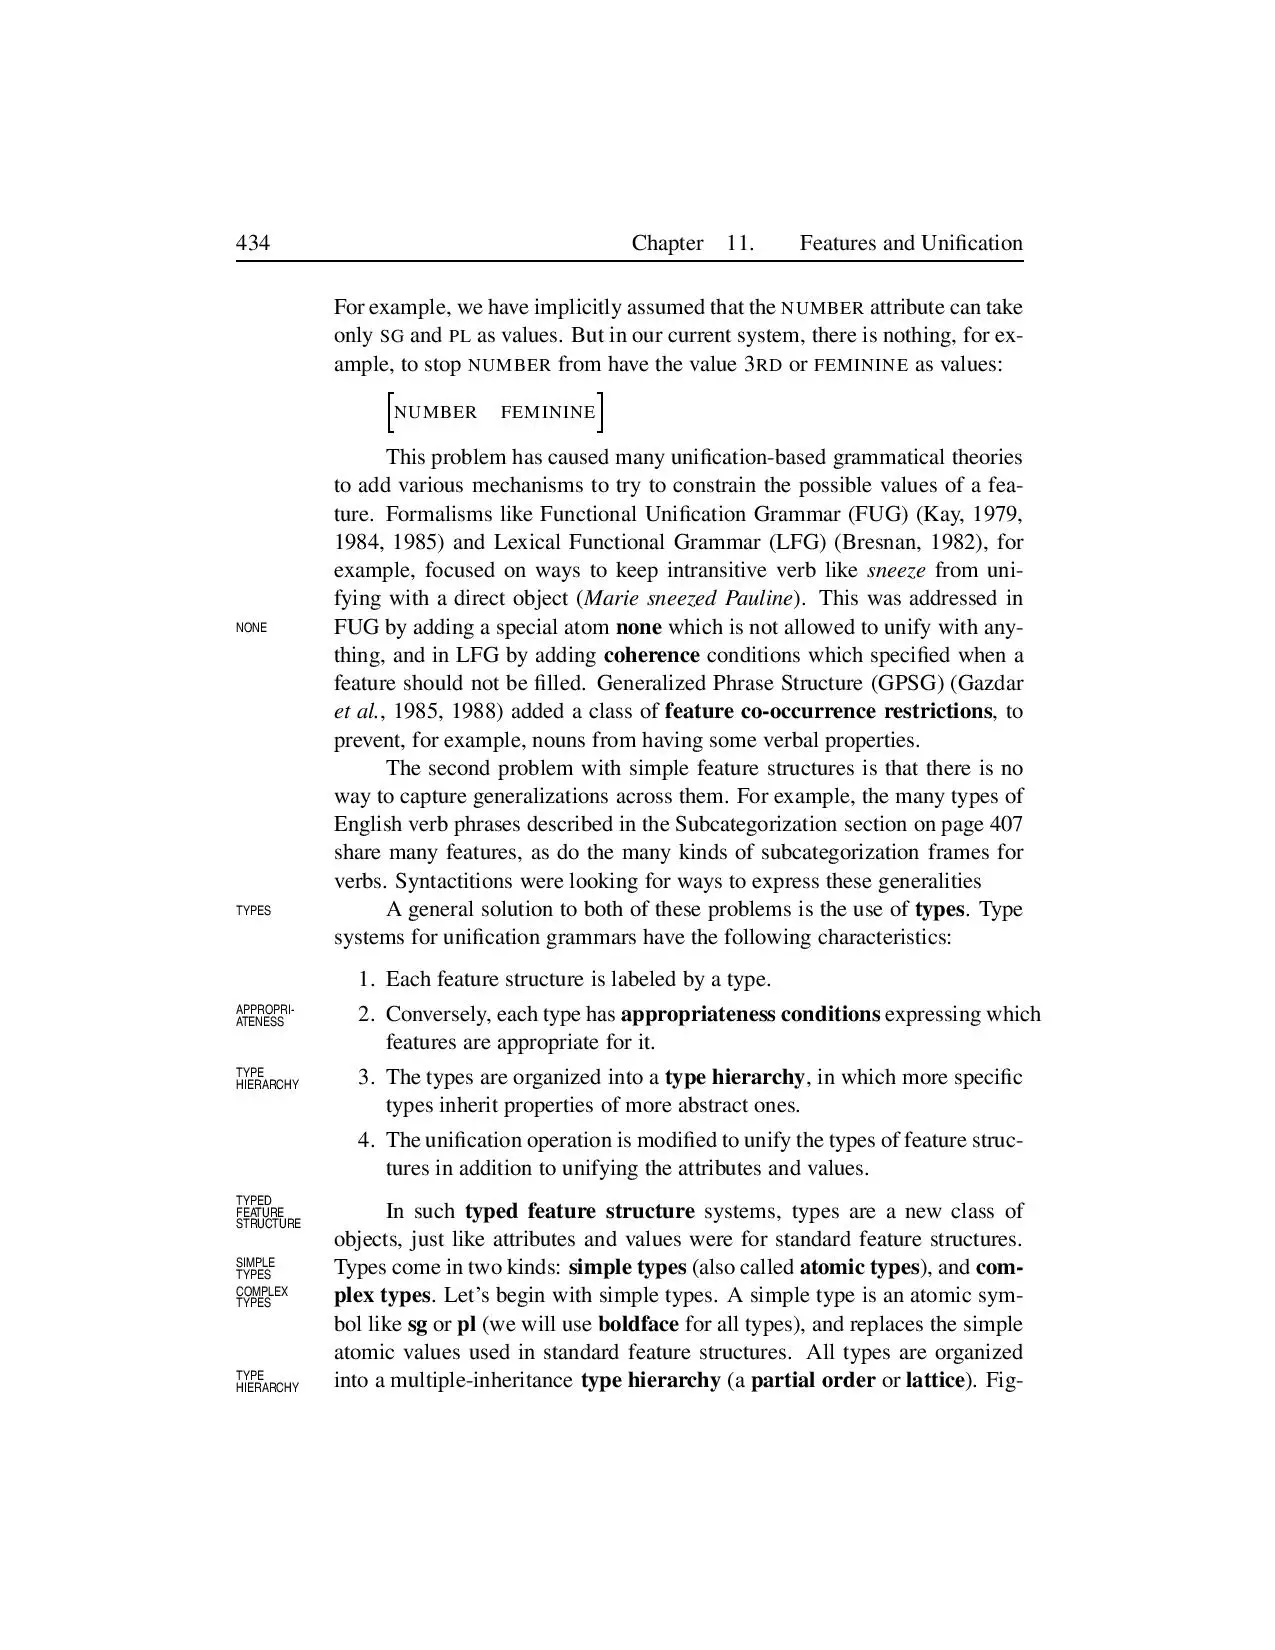 434 Chapter 11. Features and Unification
For example, we have implicitly assumed that the NUMBER attribute can take
only SG and PL as values. But in our current system, there is nothing, for ex-
ample, to stop NUMBER from have the value 3RD or FEMININE as values:
[NUMBER FEMININE]
This problem has caused many unification-based grammatical theories
to add various mechanisms to try to constrain the possible values of a fea-
ture. Formalisms like Functional Unification Grammar (FUG) (Kay, 1979,
1984, 1985) and Lexical Functional Grammar (LFG) (Bresnan, 1982), for
example, focused on ways to keep intransitive verb like sneeze from uni-
fying with a direct object (Marie sneezed Pauline). This was addressed in
NONE
FUG by adding a special atom none which is not allowed to unify with any-
thing, and in LFG by adding coherence conditions which specified when a
feature should not be filled. Generalized Phrase Structure (GPSG) (Gazdar
et al., 1985, 1988) added a class of feature co-occurrence restrictions, to
prevent, for example, nouns from having some verbal properties.
The second problem with simple feature structures is that there is no
way to capture generalizations across them. For example, the many types of
English verb phrases described in the Subcategorization section on page 407
share many features, as do the many kinds of subcategorization frames for
verbs. Syntactitions were looking for ways to express these generalities
TYPES
A general solution to both of these problems is the use of types. Type
systems for unification grammars have the following characteristics:
1. Each feature structure is labeled by a type.
APPROPRI-
ATENESS
2. Conversely, each type has appropriateness conditions expressing which
features are appropriate for it.
TYPE
HIERARCHY
3. The types are organized into a type hierarchy, in which more specific
types inherit properties of more abstract ones.
4. The unification operation is modified to unify the types of feature struc-
tures in addition to unifying the attributes and values.
TYPED
FEATURE
STRUCTURE
In such typed feature structure systems, types are a new class of
objects, just like attributes and values were for standard feature structures.
SIMPLE
TYPES
Types come in two kinds: simple types (also called atomic types), and com-
COMPLEX
TYPES
plex types. Let's begin with simple types. A simple type is an atomic sym-
bol like sg or pl (we will use boldface for all types), and replaces the simple
atomic values used in standard feature structures. All types are organized
TYPE
HIERARCHY
into a multiple-inheritance type hierarchy (a partial order or lattice). Fig-